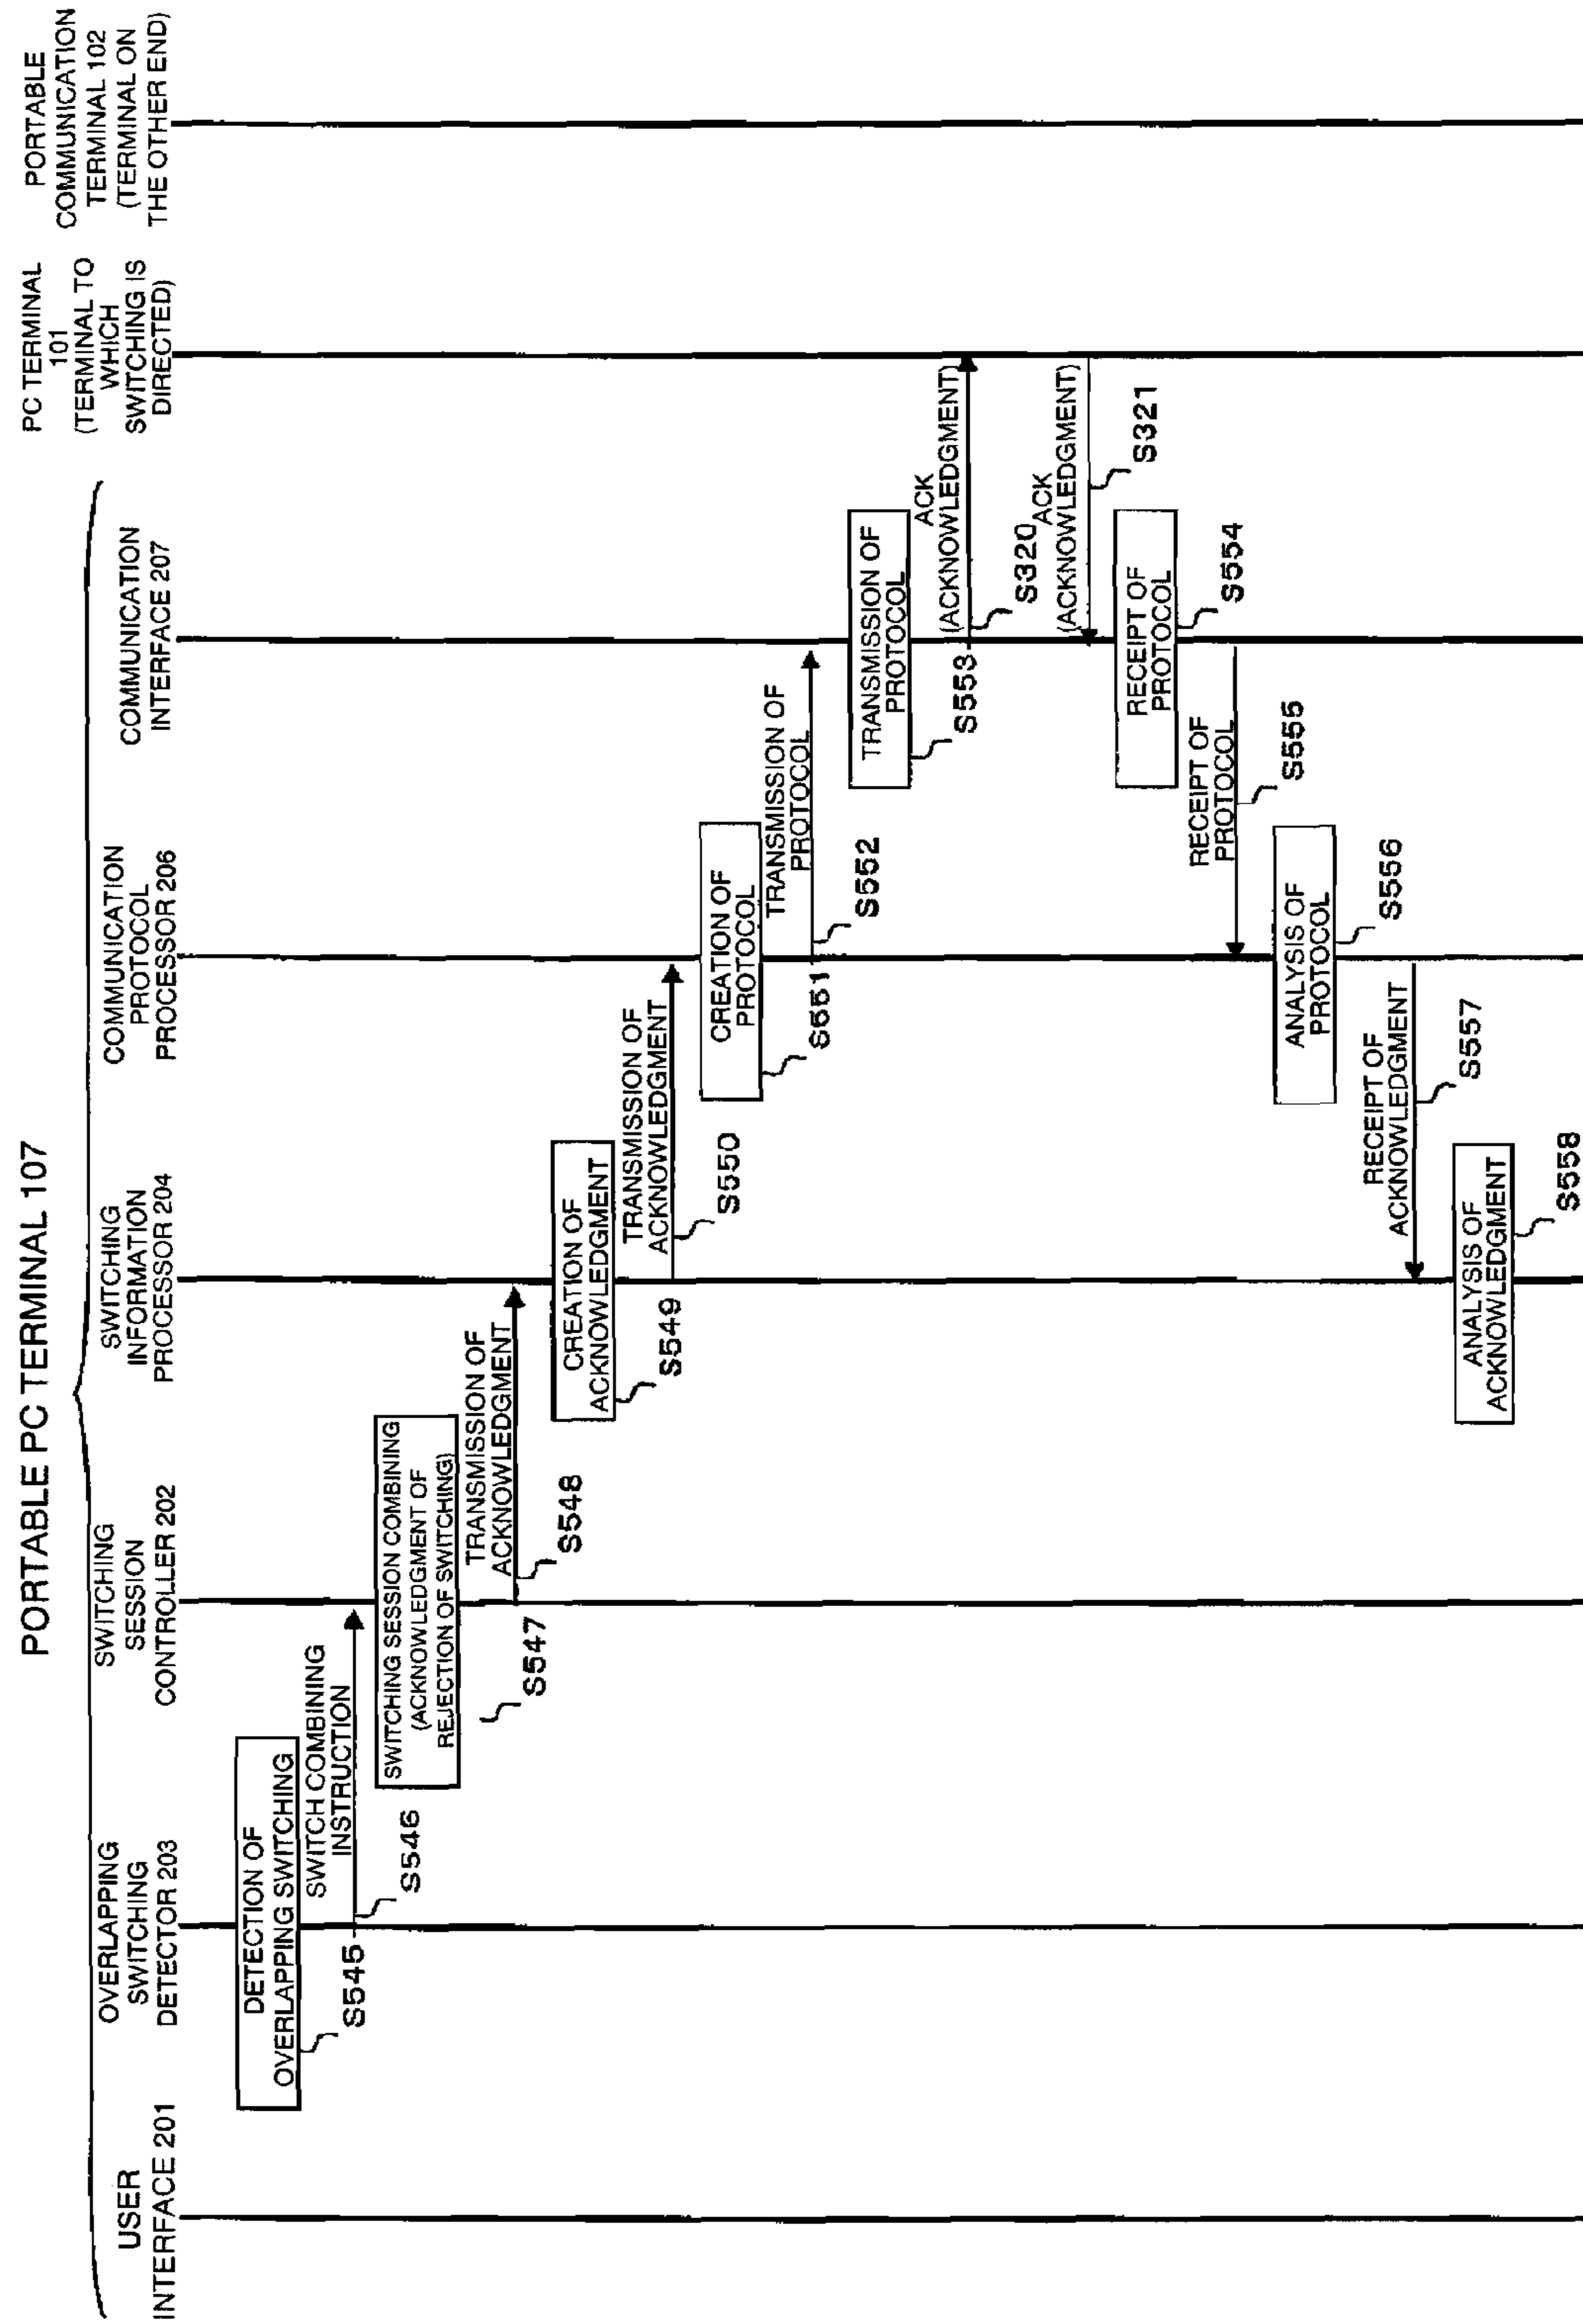 PORTABLE PC TERMINAL 107
USER
INTERFACE 201
OVERLAPPING
SWITCHING
DETECTOR 203
SWITCHING
SESSION
CONTROLLER 202
SWITCHING
INFORMATION
PROCESSOR 204
COMMUNICATION
PROTOCOL
PROCESSOR 206
COMMUNICATION
INTERFACE 207
PC TERMINAL
101
(TERMINAL TO
WHICH
SWITCHING IS
DIRECTED)
PORTABLE
COMMUNICATION
TERMINAL 102
(TERMINAL ON
THE OTHER END)
DETECTION OF
OVERLAPPING SWITCHING
S545
SWITCH COMBINING
INSTRUCTION
S546
SWITCHING SESSION COMBINING
(ACKNOWLEDGMENT OF
REJECTION OF SWITCHING)
S547
TRANSMISSION OF
ACKNOWLEDGMENT
S548
CREATION OF
ACKNOWLEDGMENT
S549
TRANSMISSION OF
ACKNOWLEDGMENT
S550
CREATION OF
PROTOCOL
S551
TRANSMISSION OF
PROTOCOL
S552
TRANSMISSION OF
PROTOCOL
S553
ACK
(ACKNOWLEDGMENT)
S320
ACK
(ACKNOWLEDGMENT)
S321
RECEIPT OF
PROTOCOL
S554
RECEIPT OF
PROTOCOL
S555
ANALYSIS OF
PROTOCOL
S556
RECEIPT OF
ACKNOWLEDGMENT
S557
ANALYSIS OF
ACKNOWLEDGMENT
S558